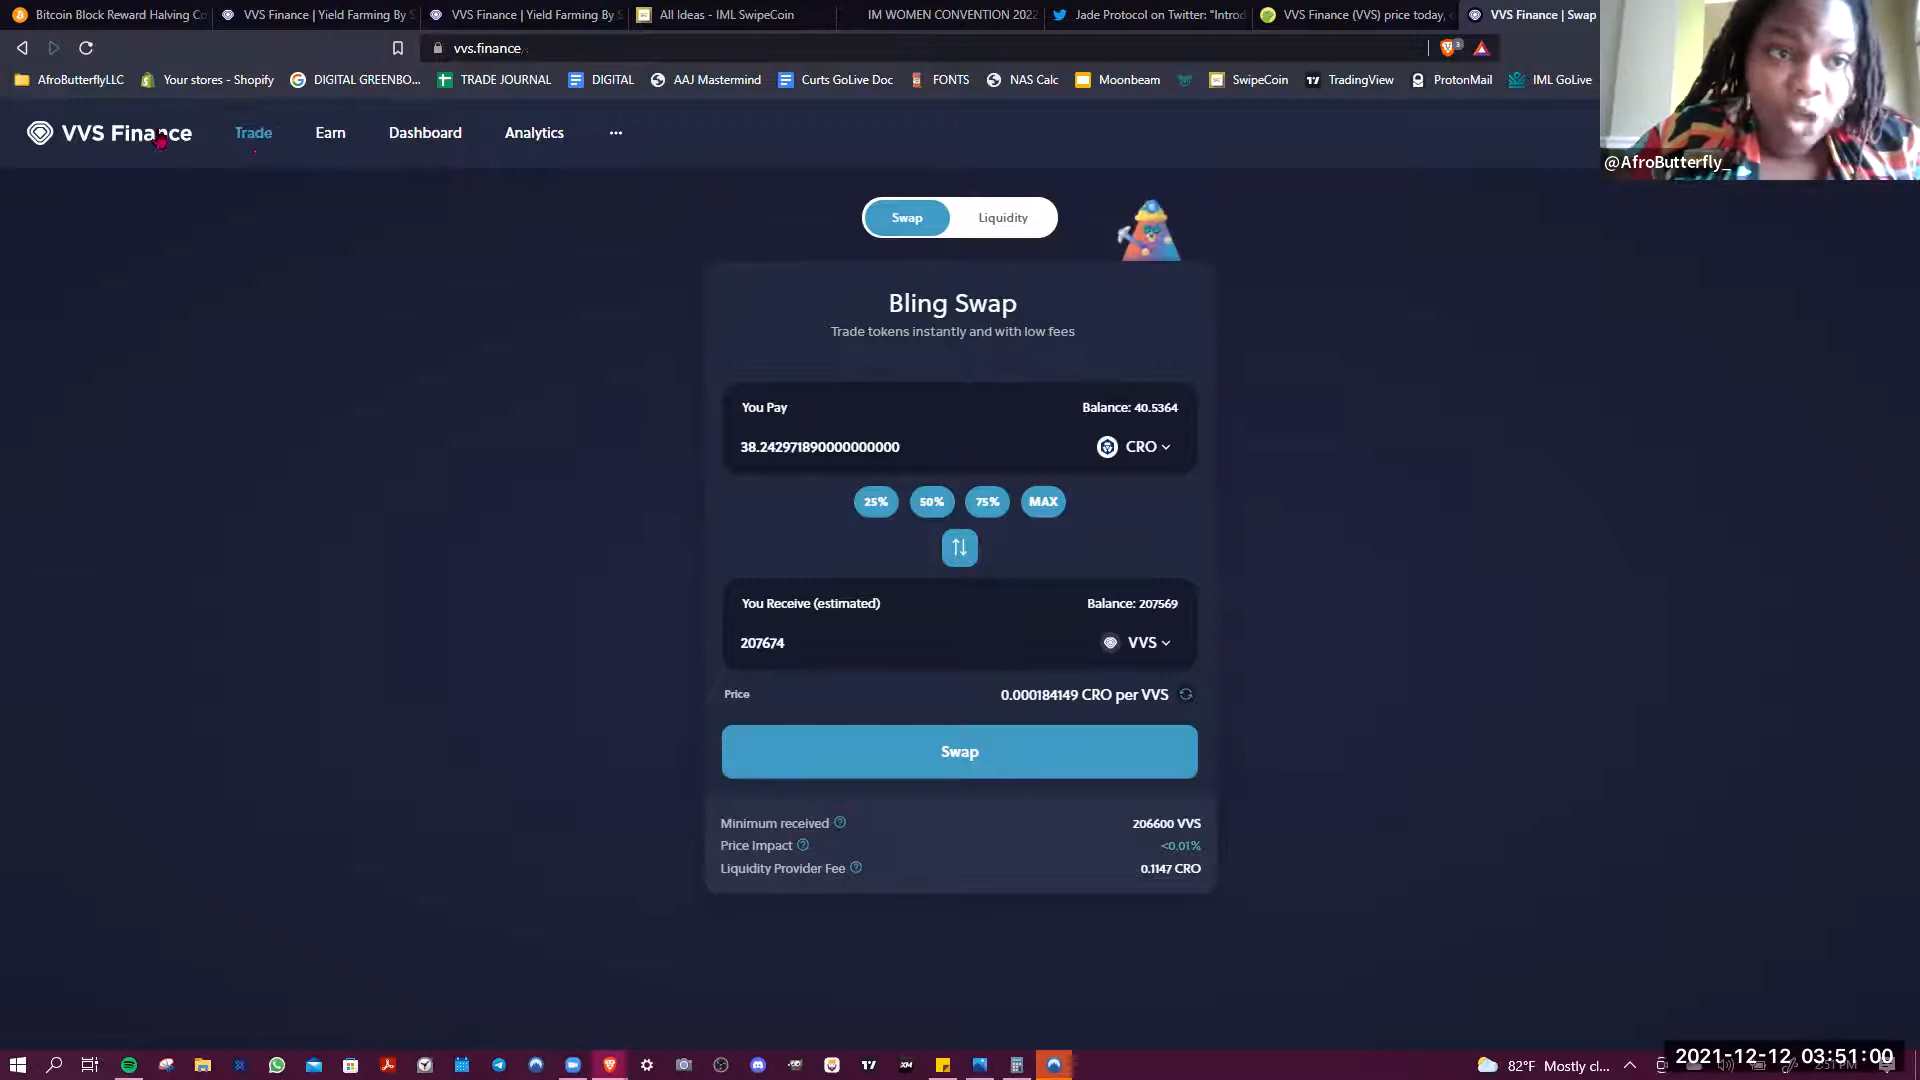 Bitcoin Block Reward Halving Co
VVS Finance | Yield Farming By S
VVS Finance | Yield Farming By S
All Ideas - IML SwipeCoin
IM WOMEN CONVENTION 2022
Jade Protocol on Twitter: "Introd
VVS Finance (VVS) price today,
VVS Finance | Swap
vvs.finance
3
AfroButterflyLLC
Your stores - Shopify
DIGITAL GREENBO...
TRADE JOURNAL
DIGITAL
AAJ Mastermind
Curts GoLive Doc
FONTS
NAS Calc
Moonbeam
SwipeCoin
TradingView
ProtonMail
IML GoLive
@AfroButterfly_
VVS Finance
Trade
Earn
Dashboard
Analytics
...
Swap
Liquidity
Bling Swap
Trade tokens instantly and with low fees
You Pay
Balance: 40.5364
38.242971890000000000
CRO
25%
50%
75%
MAX
You Receive (estimated)
Balance: 207569
207674
VVS
Price
0.000184149 CRO per VVS
Swap
Minimum received
206600 VVS
Price Impact
<0.01%
Liquidity Provider Fee
0.1147 CRO
82°F Mostly cl...
2021-12-12 03:51:00